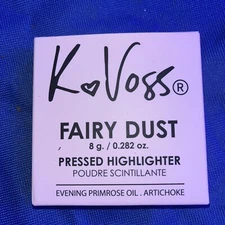 K♥Voss®
FAIRY DUST
8 g. / 0.282 oz.
PRESSED HIGHLIGHTER
POUDRE SCINTILLANTE
EVENING PRIMROSE OIL . ARTICHOKE